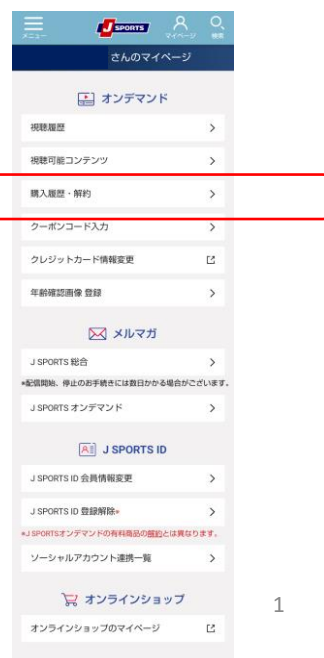 メニュー
J SPORTS
マイページ
検索
さんのマイページ
オンデマンド
視聴履歴
視聴可能コンテンツ
購入履歴・解約
クーポンコード入力
クレジットカード情報変更
年齢確認画像 登録
メルマガ
J SPORTS 総合
*配信開始、停止のお手続きには数日かかる場合がございます。
J SPORTS オンデマンド
J SPORTS ID
J SPORTS ID 会員情報変更
J SPORTS ID 登録解除*
*J SPORTSオンデマンドの有料商品の解約とは異なります。
ソーシャルアカウント連携一覧
オンラインショップ
オンラインショップのマイページ
1